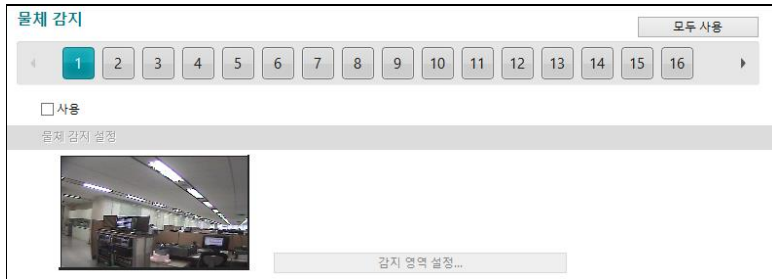 물체 감지
모두 사용
1 2 3 4 5 6 7 8 9 10 11 12 13 14 15 16
사용
물체 감지 설정
감지 영역 설정...